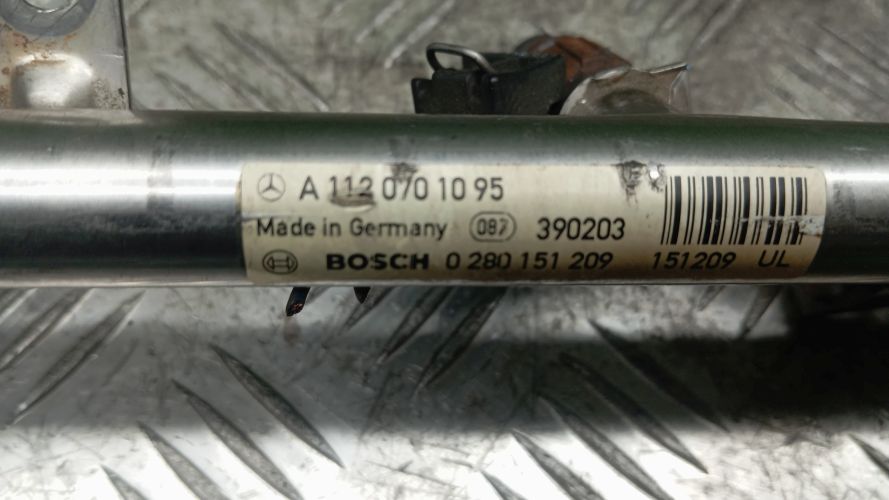 A 112 070 10 95
Made in Germany 087 390203
BOSCH 0 280 151 209 151209 UL